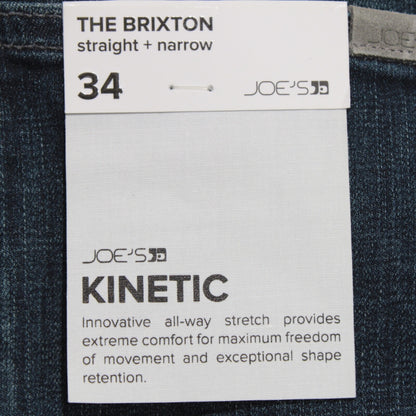 THE BRIXTON
straight + narrow
34
JOE'S
JOE'S
JOE'S
KINETIC
Innovative all-way stretch provides
extreme comfort for maximum freedom
of movement and exceptional shape
retention.